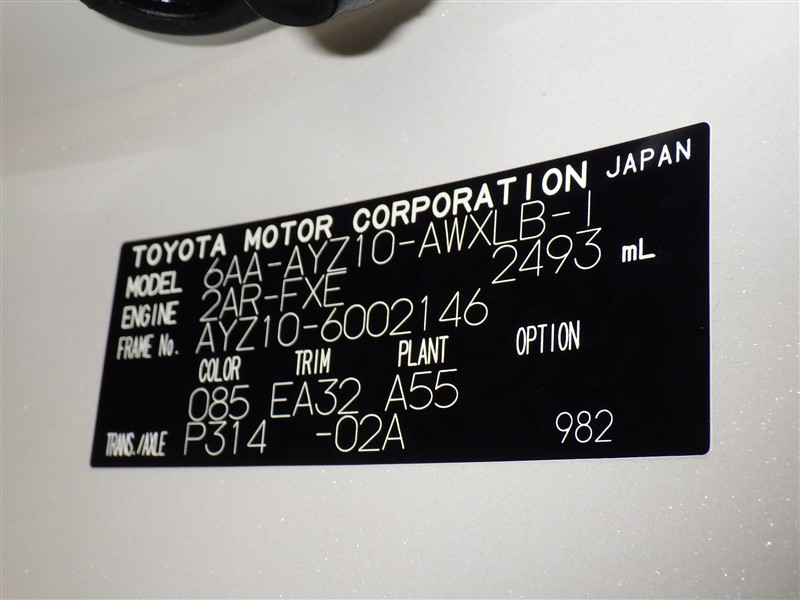 TOYOTA MOTOR CORPORATION JAPAN
MODEL 6AA-AYZ10-AWXLB-1
ENGINE 2AR-FXE 2493 mL
FRAME No. AYZ10-6002146
COLOR TRIM PLANT OPTION
085 EA32 A55
TRANS./AXLE P314 -02A 982